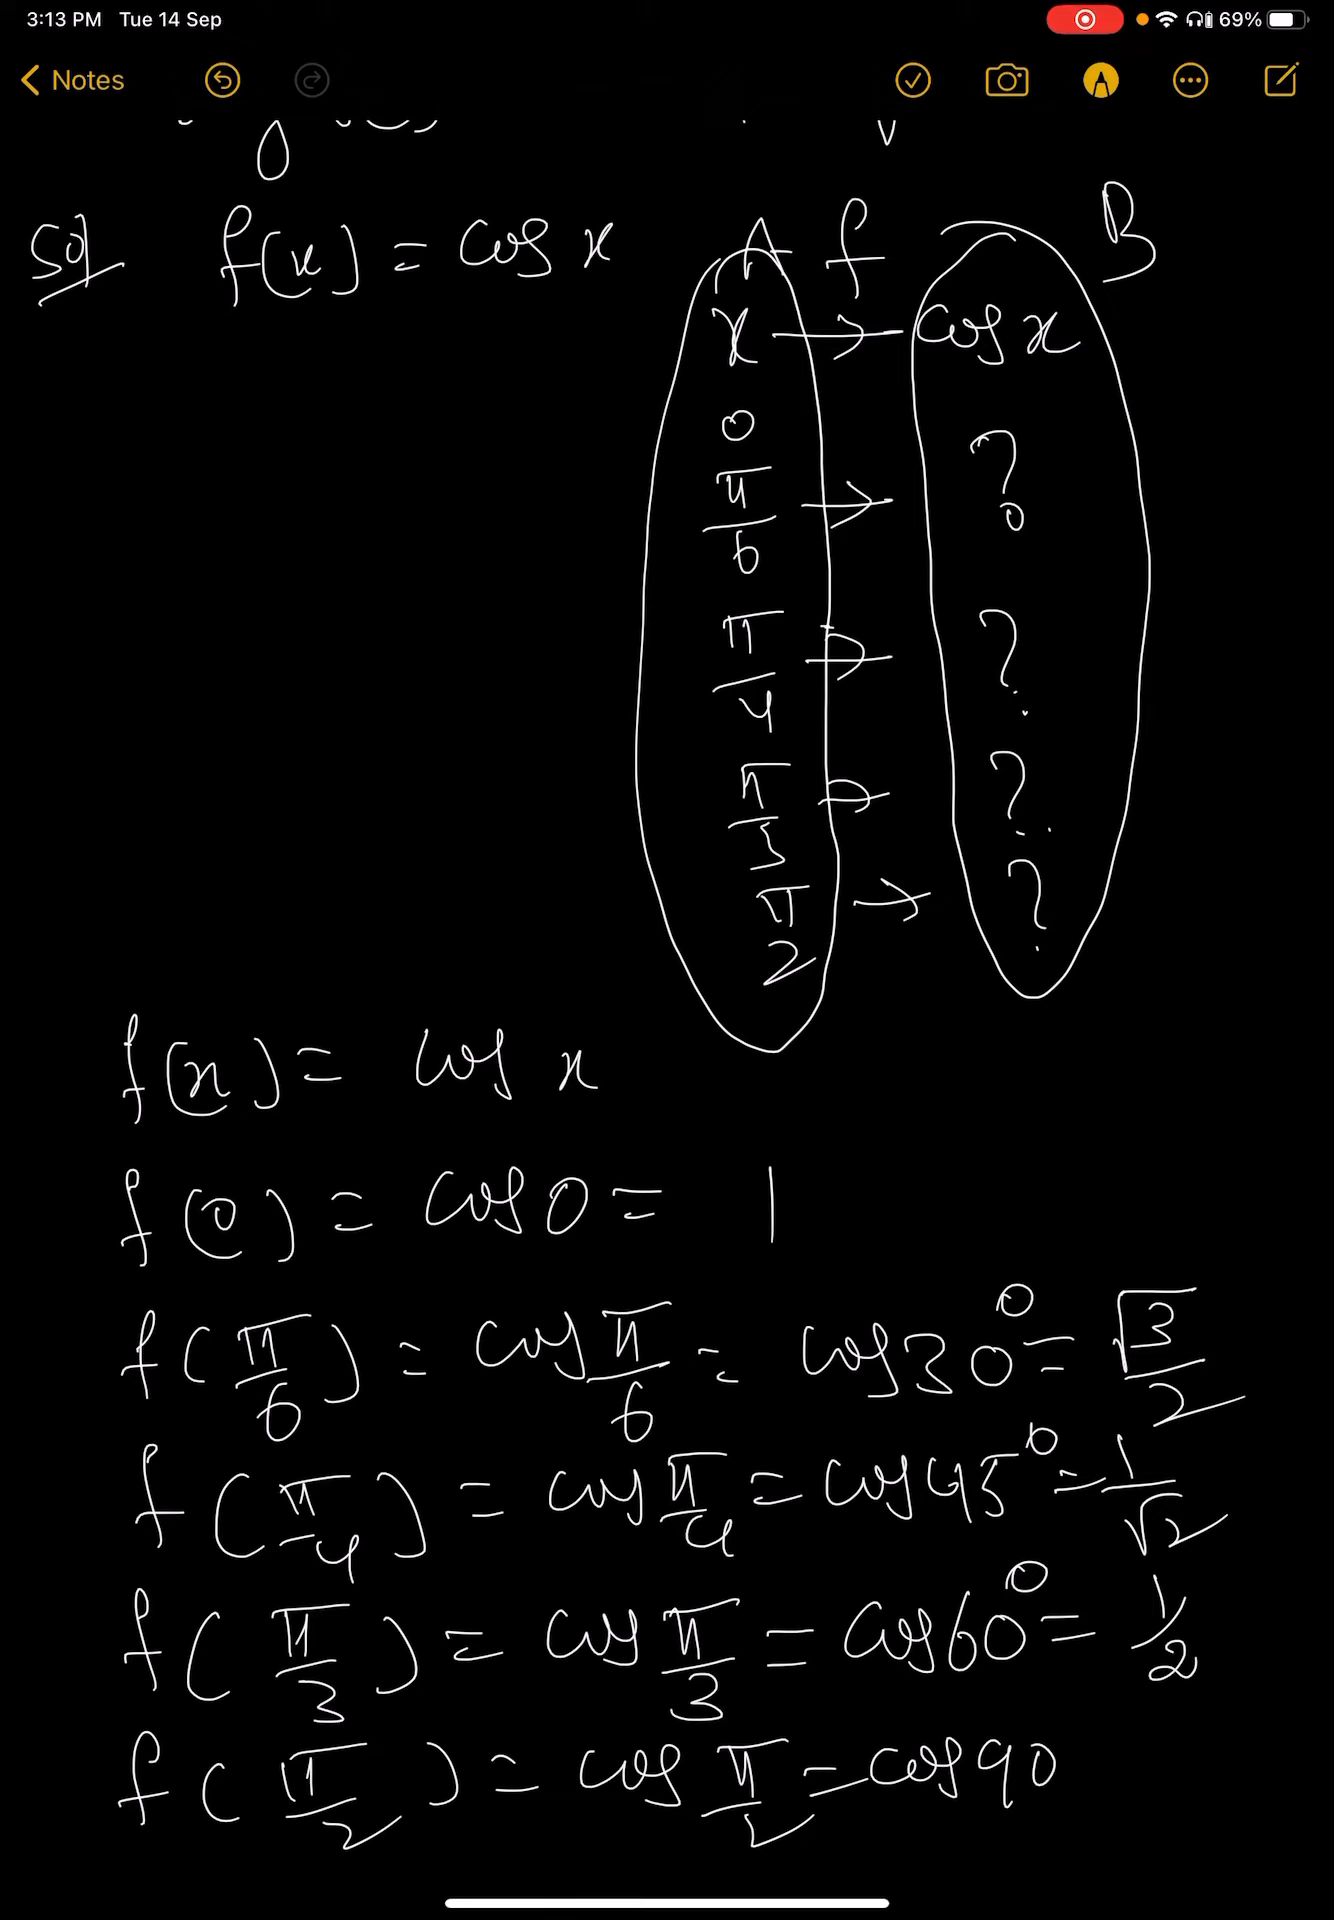 3:13 PM Tue 14 Sep 69%
Notes
Sol f(x) = cos x
A f B
x → cos x
0
π/6 → ?
π/4 → ?
π/3 → ?
π/2 → ?
f(x) = cos x
f(0) = cos 0 = 1
f(π/6) = cos π/6 = cos 30° = √3/2
f(π/4) = cos π/4 = cos 45° = 1/√2
f(π/3) = cos π/3 = cos 60° = 1/2
f(π/2) = cos π/2 = cos 90